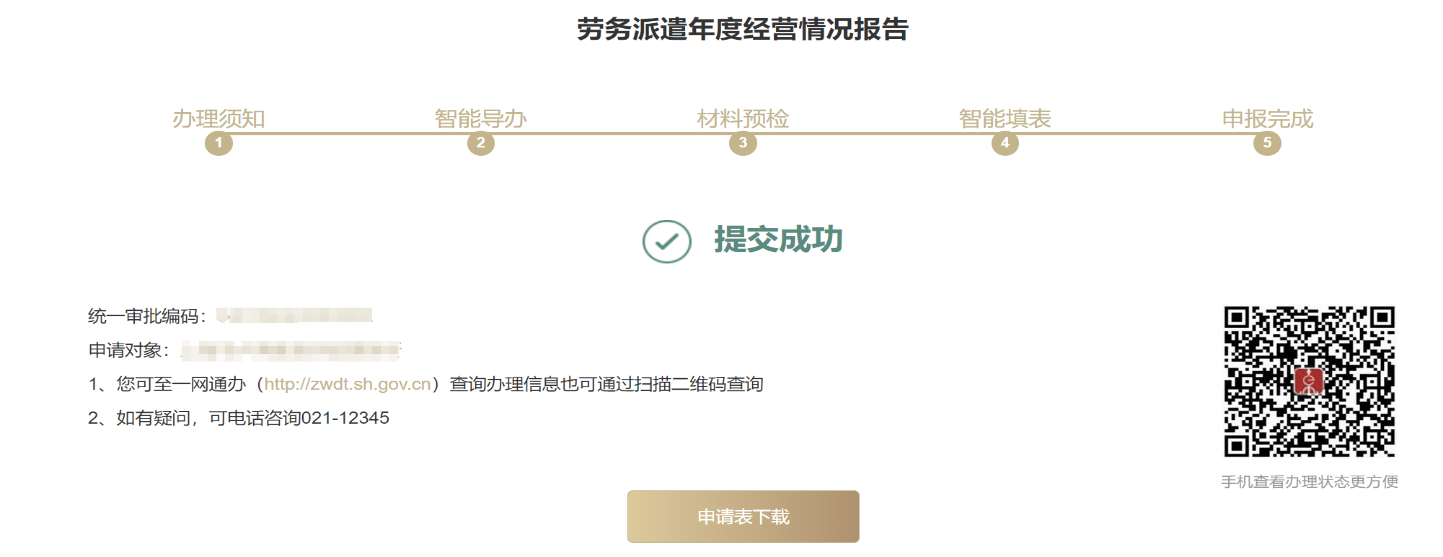 劳务派遣年度经营情况报告
办理须知 智能导办 材料预检 智能填表 申报完成
1 2 3 4 5
提交成功
统一审批编码：
申请对象：
1、您可至一网通办（http://zwdt.sh.gov.cn）查询办理信息也可通过扫描二维码查询
2、如有疑问，可电话咨询021-12345
手机查看办理状态更方便
申请表下载